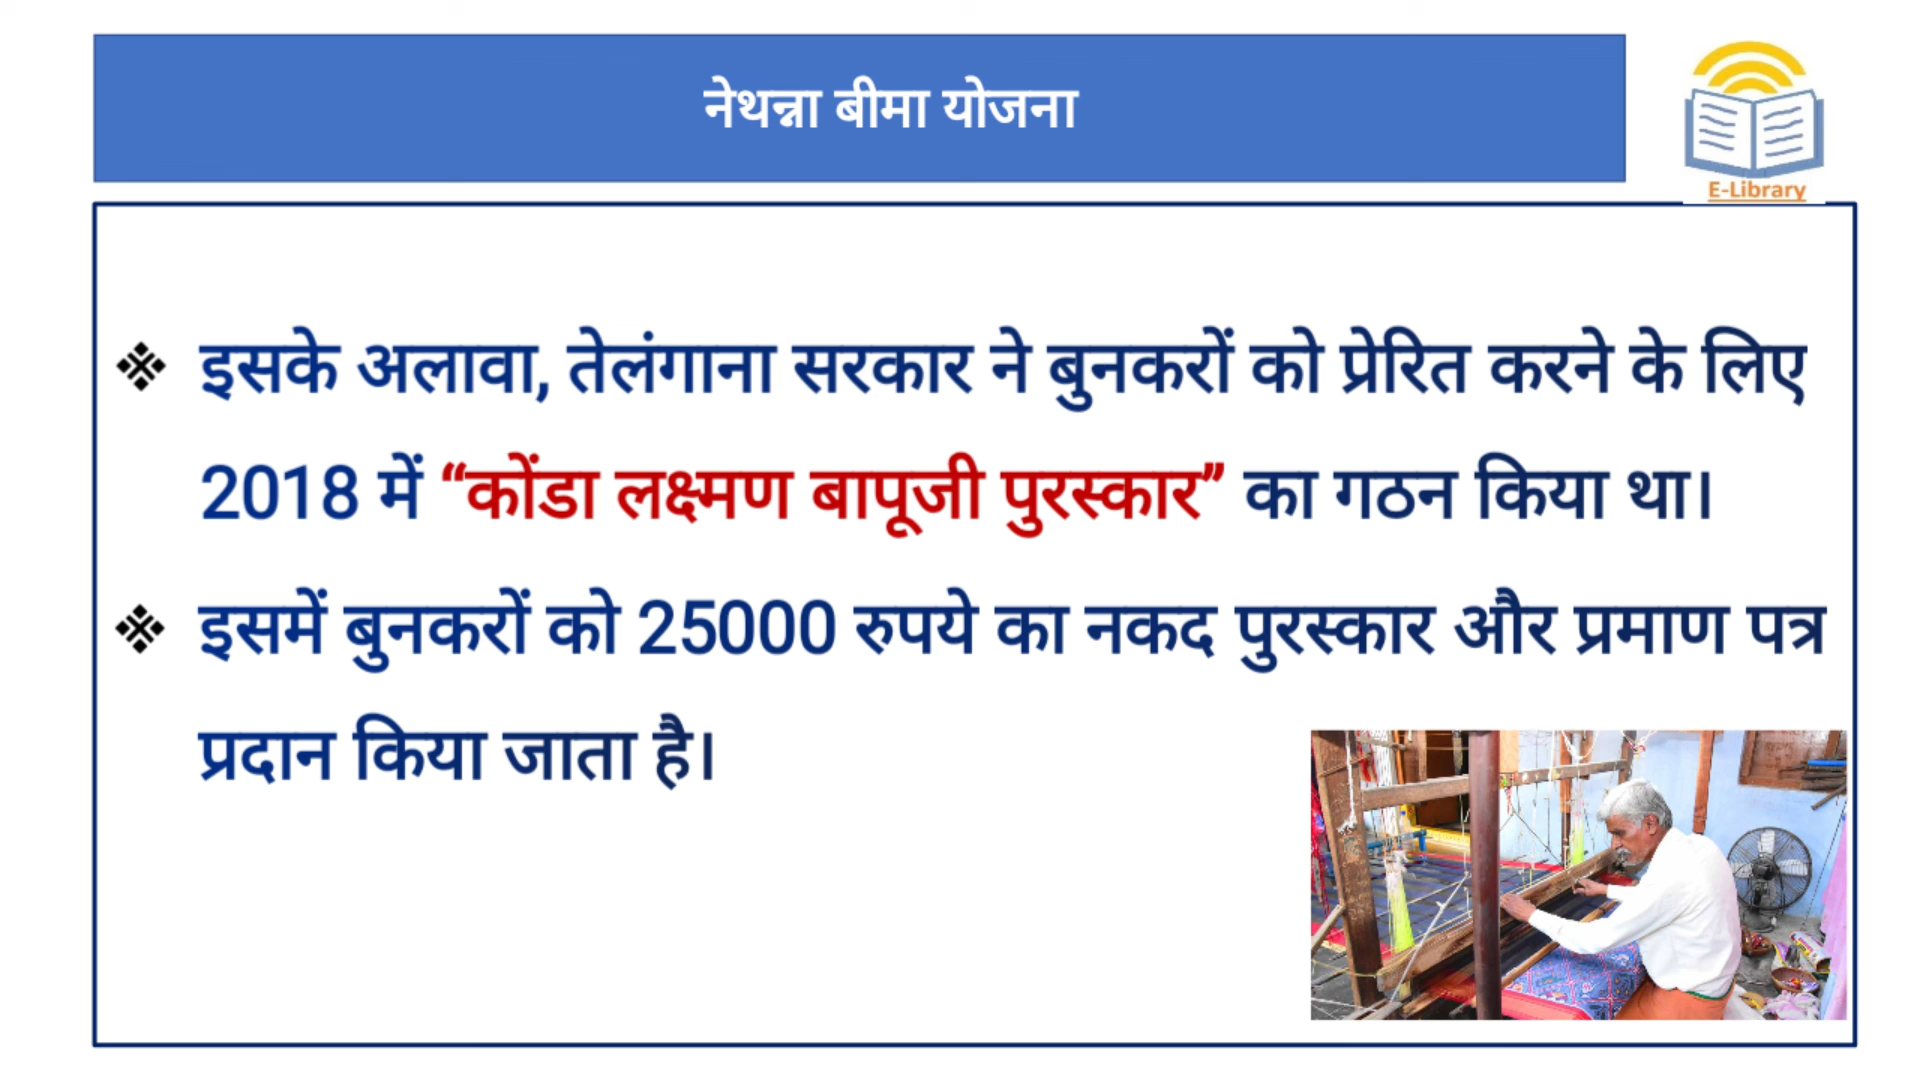 नेथन्ना बीमा योजना
E-Library
❖ इसके अलावा, तेलंगाना सरकार ने बुनकरों को प्रेरित करने के लिए
2018 में “कोंडा लक्ष्मण बापूजी पुरस्कार” का गठन किया था।
❖ इसमें बुनकरों को 25000 रुपये का नकद पुरस्कार और प्रमाण पत्र
प्रदान किया जाता है।